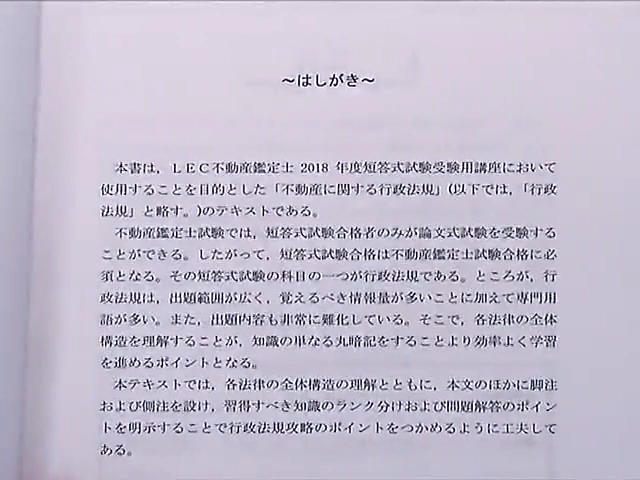 ～はしがき～
本書は，ＬＥＣ不動産鑑定士 2018 年度短答式試験受験用講座において
使用することを目的とした「不動産に関する行政法規」(以下では，「行政
法規」と略す。)のテキストである。
不動産鑑定士試験では，短答式試験合格者のみが論文式試験を受験する
ことができる。したがって，短答式試験合格は不動産鑑定士試験合格に必
須となる。その短答式試験の科目の一つが行政法規である。ところが，行
政法規は，出題範囲が広く，覚えるべき情報量が多いことに加えて専門用
語が多い。また，出題内容も非常に難化している。そこで，各法律の全体
構造を理解することが，知識の単なる丸暗記をすることより効率よく学習
を進めるポイントとなる。
本テキストでは，各法律の全体構造の理解とともに，本文のほかに脚注
および側注を設け，習得すべき知識のランク分けおよび問題解答のポイン
トを明示することで行政法規攻略のポイントをつかめるように工夫して
ある。